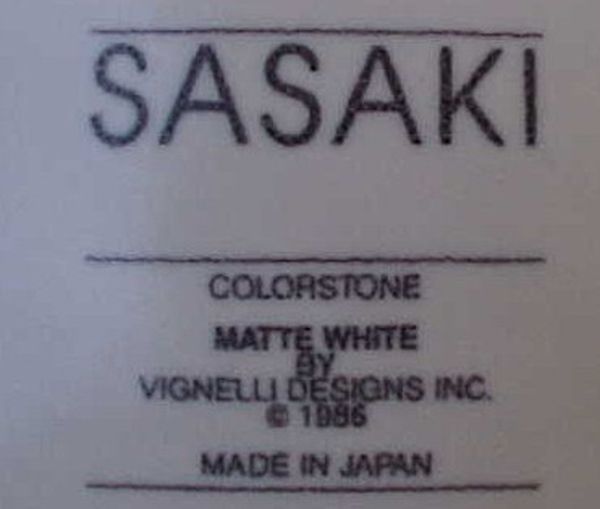 SASAKI
COLORSTONE
MATTE WHITE
BY
VIGNELLI DESIGNS INC.
© 1986
MADE IN JAPAN